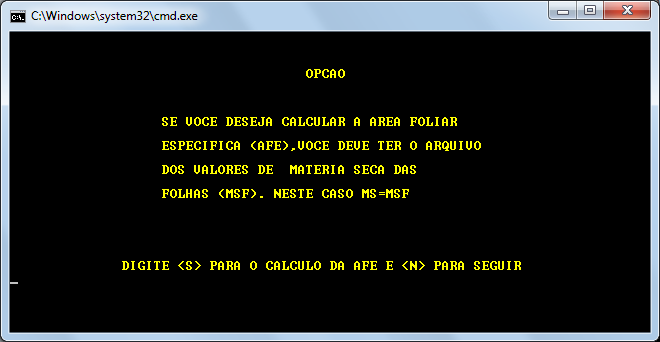 C:\Windows\system32\cmd.exe
OPCAO
SE VOCE DESEJA CALCULAR A AREA FOLIAR
ESPECIFICA (AFE),VOCE DEVE TER O ARQUIVO
DOS VALORES DE  MATERIA SECA DAS
FOLHAS (MSF). NESTE CASO MS=MSF
DIGITE <S> PARA O CALCULO DA AFE E <N> PARA SEGUIR